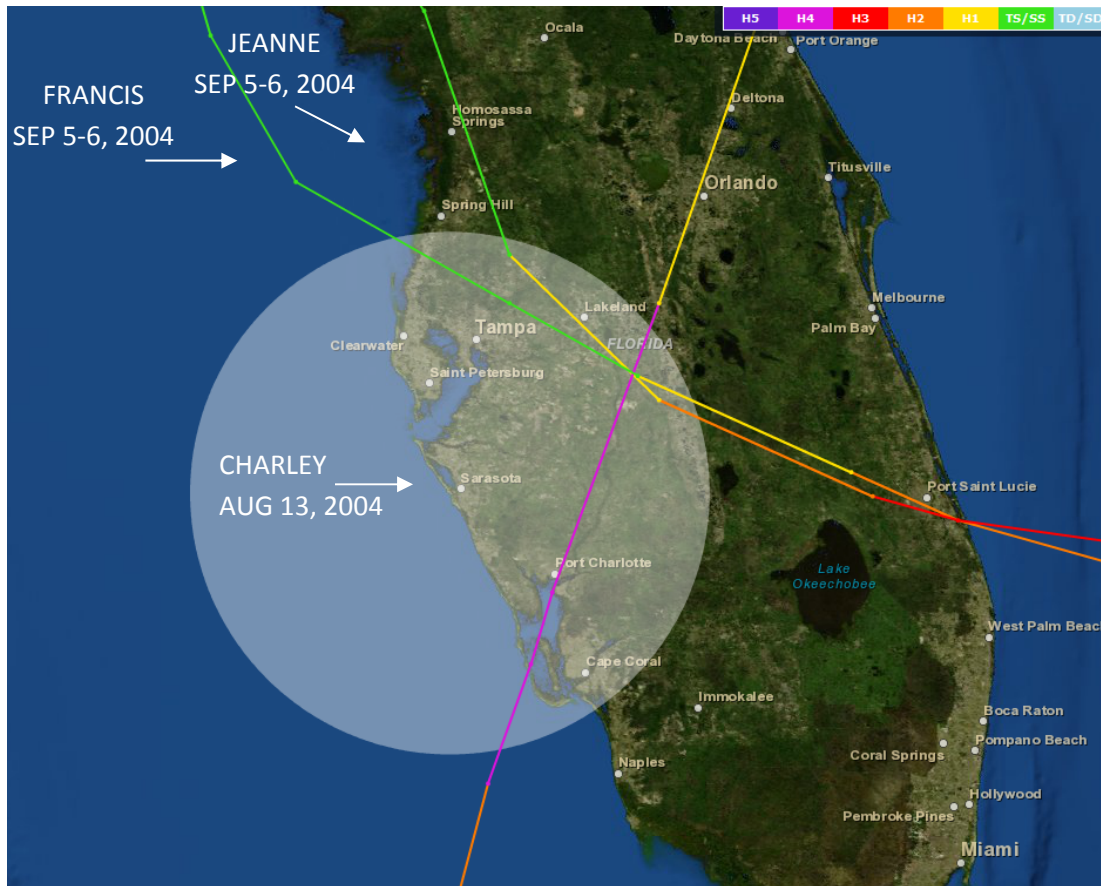 H5 H4 H3 H2 H1 TS/SS TD/SD
Ocala
Daytona Beach
Port Orange
JEANNE
SEP 5-6, 2004
FRANCIS
SEP 5-6, 2004
Homosassa
Springs
Deltona
Titusville
Orlando
Spring Hill
Lakeland
Melbourne
Palm Bay
Tampa
Clearwater
FLORIDA
Saint Petersburg
CHARLEY
AUG 13, 2004
Sarasota
Port Saint Lucie
Port Charlotte
Lake
Okeechobee
West Palm Beach
Cape Coral
Immokalee
Boca Raton
Coral Springs
Pompano Beach
Naples
Hollywood
Pembroke Pines
Miami